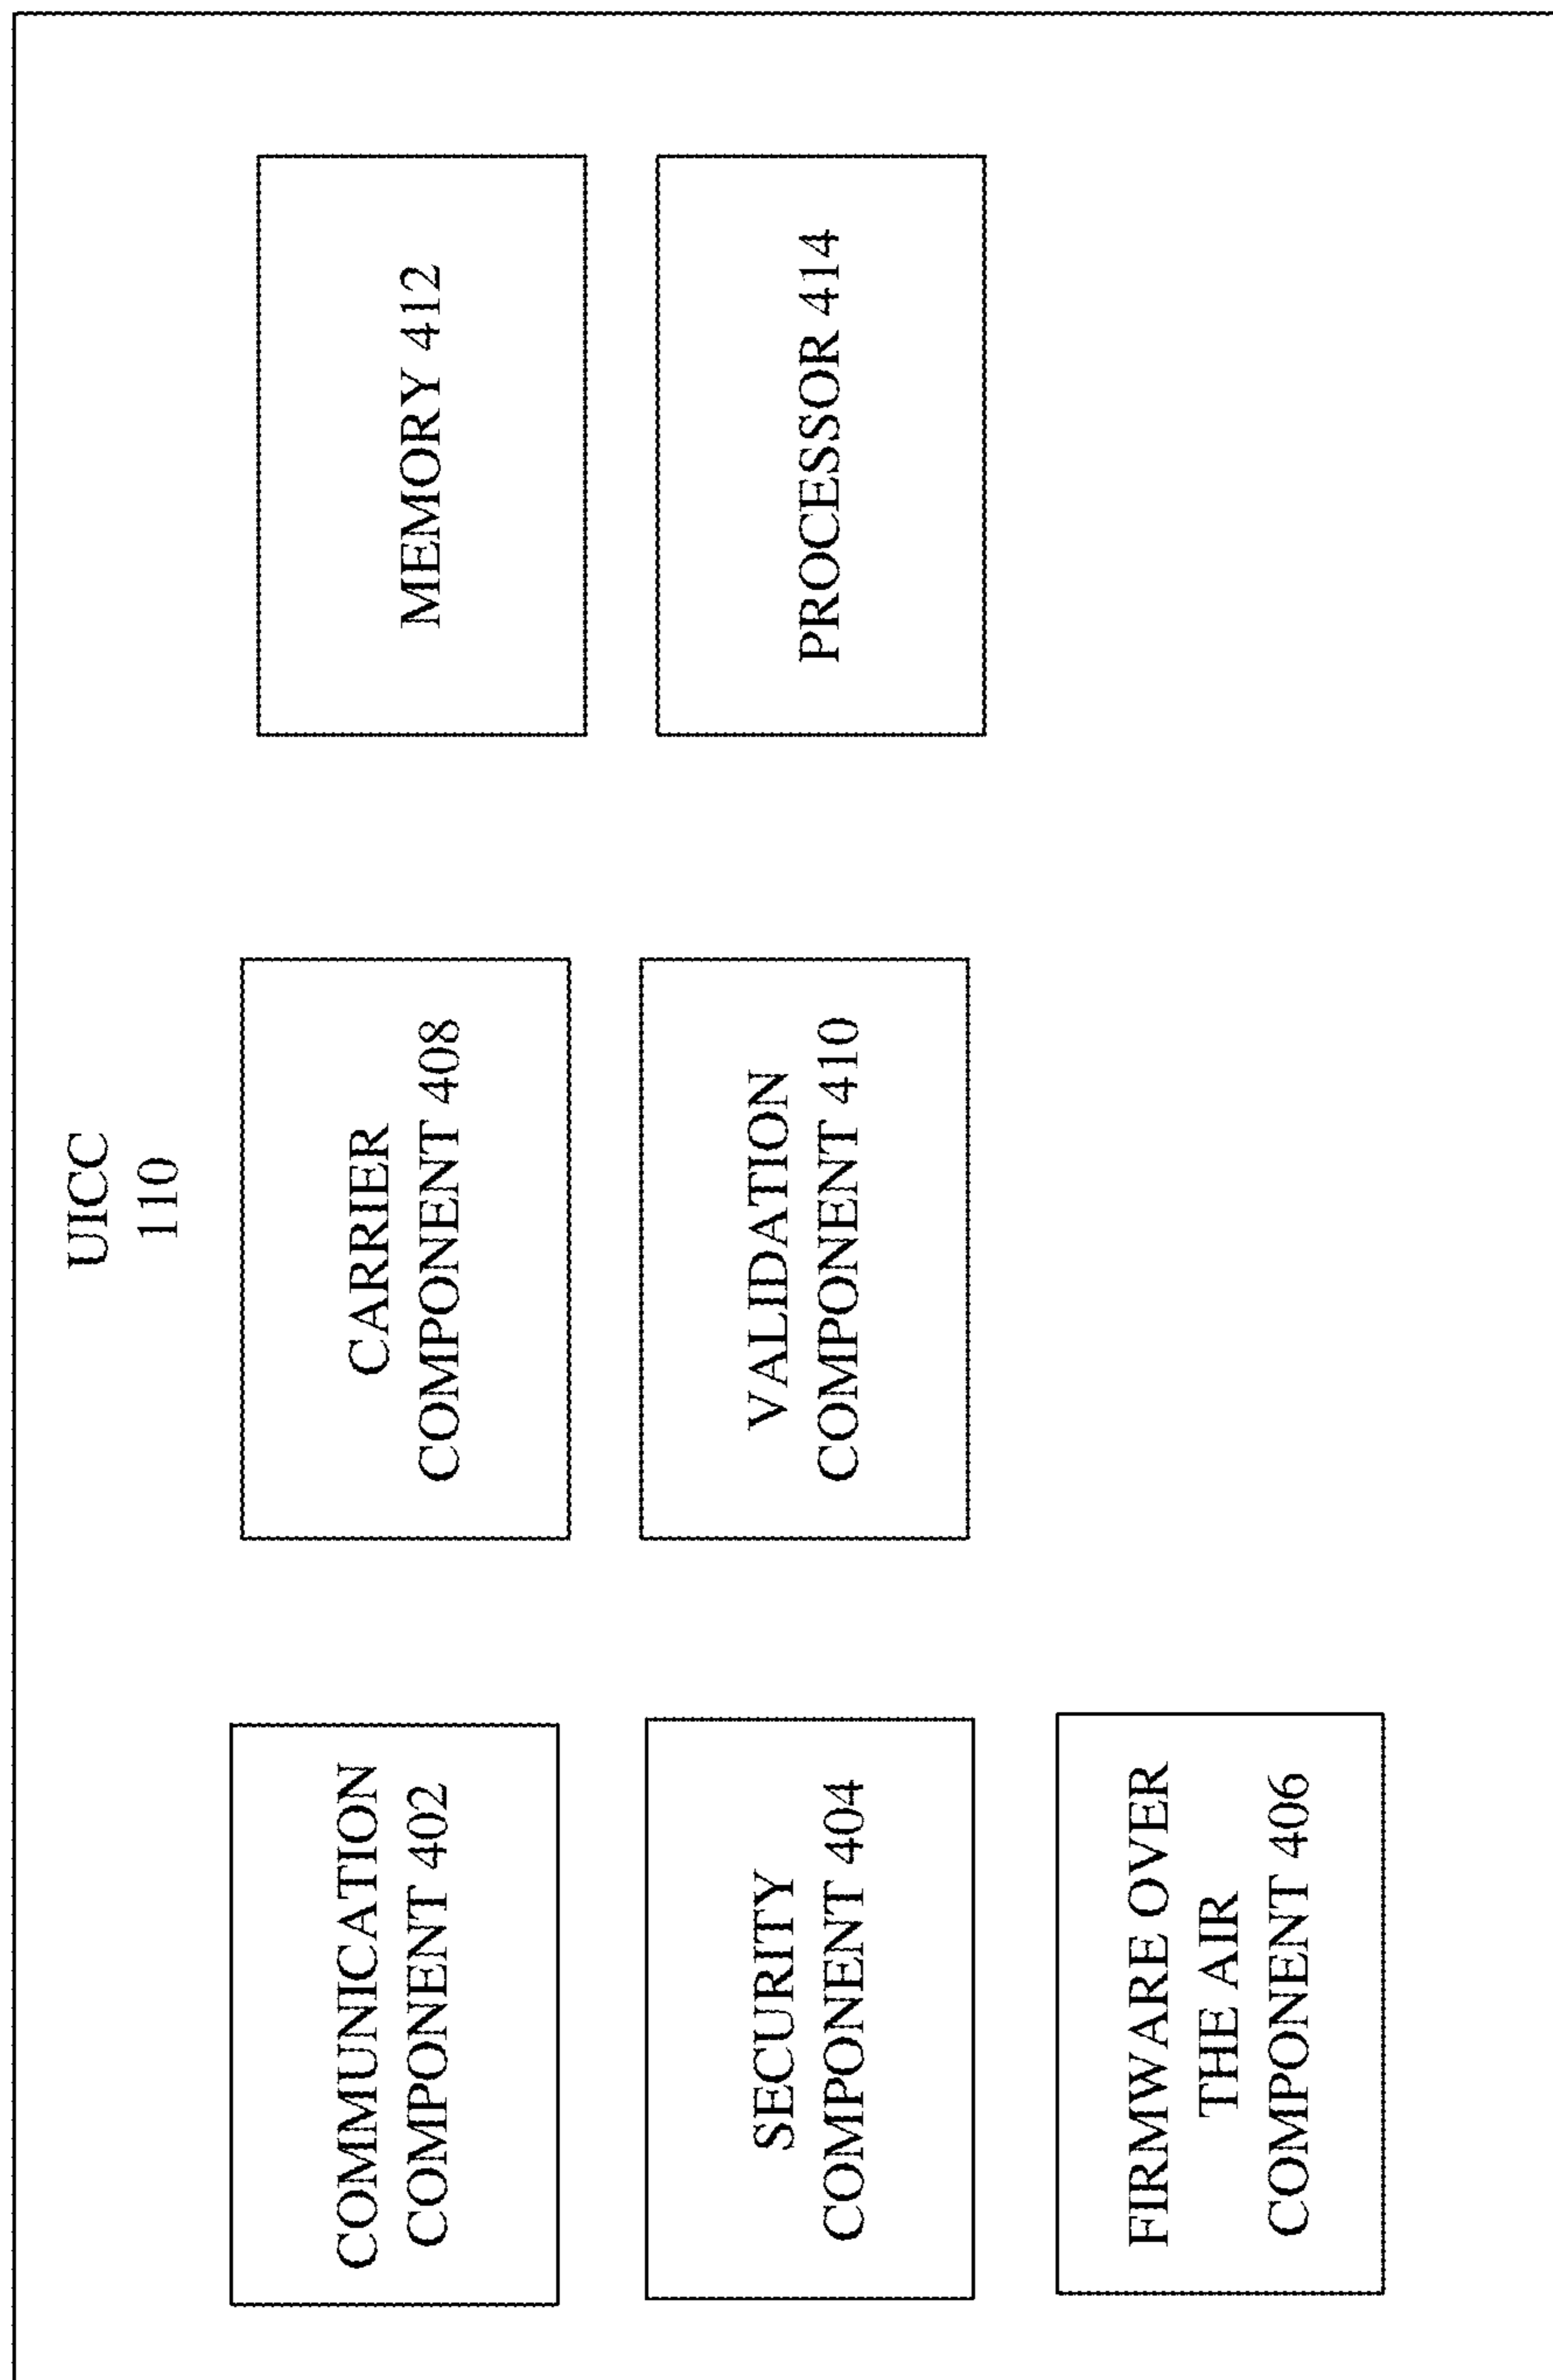 UICC
110
COMMUNICATION
COMPONENT 402
SECURITY
COMPONENT 404
FIRMWARE OVER
THE AIR
COMPONENT 406
CARRIER
COMPONENT 408
VALIDATION
COMPONENT 410
MEMORY 412
PROCESSOR 414